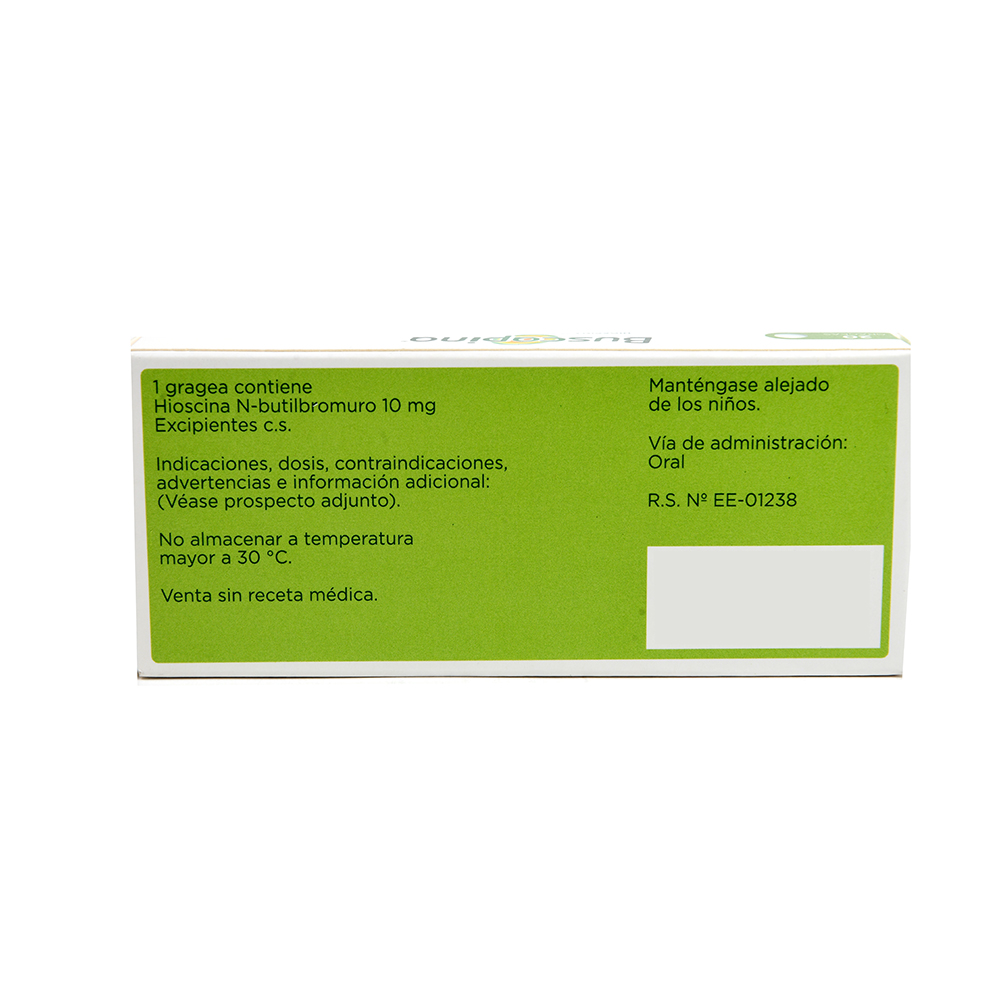 Buscapina
1 gragea contiene
Hioscina N-butilbromuro 10 mg
Excipientes c.s.
Indicaciones, dosis, contraindicaciones,
advertencias e información adicional:
(Véase prospecto adjunto).
No almacenar a temperatura
mayor a 30 °C.
Venta sin receta médica.
Manténgase alejado
de los niños.
Vía de administración:
Oral
R.S. Nº EE-01238